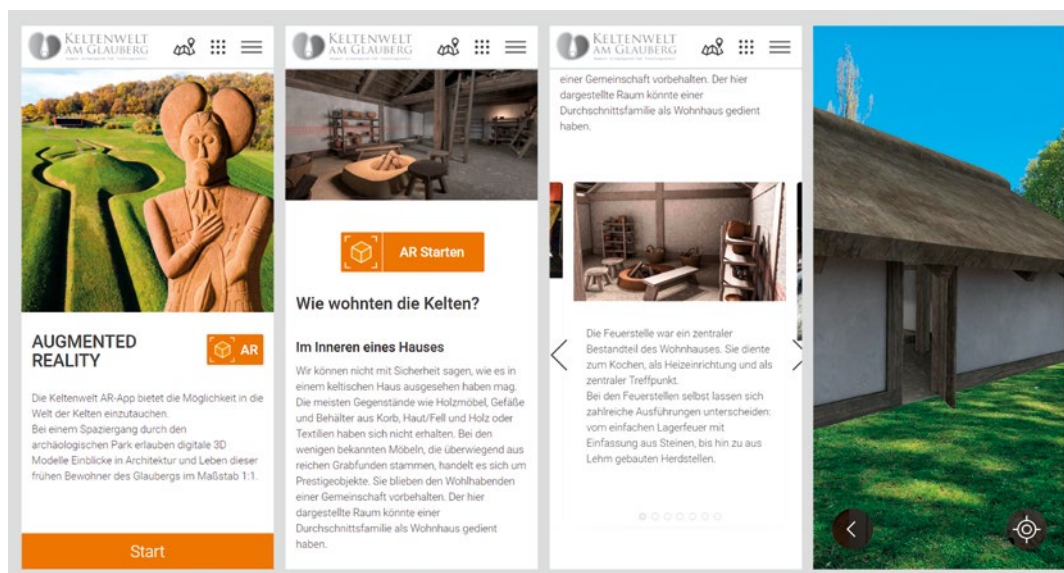 KELTENWELT
AM GLAUBERG
AUGMENTED
REALITY
AR
Die Keltenwelt AR-App bietet die Möglichkeit in die
Welt der Kelten einzutauchen.
Bei einem Spaziergang durch den
archäologischen Park erlauben digitale 3D
Modelle Einblicke in Architektur und Leben dieser
frühen Bewohner des Glaubergs im Maßstab 1:1.
Start
KELTENWELT
AM GLAUBERG
AR Starten
Wie wohnten die Kelten?
Im Inneren eines Hauses
Wir können nicht mit Sicherheit sagen, wie es in
einem keltischen Haus ausgesehen haben mag.
Die meisten Gegenstände wie Holzmöbel, Gefäße
und Behälter aus Korb, Haut/Fell und Holz oder
Textilien haben sich nicht erhalten. Bei den
wenigen bekannten Möbeln, die überwiegend aus
reichen Grabfunden stammen, handelt es sich um
Prestigeobjekte. Sie blieben den Wohlhabenden
einer Gemeinschaft vorbehalten. Der hier
dargestellte Raum könnte einer
Durchschnittsfamilie als Wohnhaus gedient
haben.
KELTENWELT
AM GLAUBERG
einer Gemeinschaft vorbehalten. Der hier
dargestellte Raum könnte einer
Durchschnittsfamilie als Wohnhaus gedient
haben.
Die Feuerstelle war ein zentraler
Bestandteil des Wohnhauses. Sie diente
zum Kochen, als Heizeinrichtung und als
zentraler Treffpunkt.
Bei den Feuerstellen selbst lassen sich
zahlreiche Ausführungen unterscheiden:
vom einfachen Lagerfeuer mit
Einfassung aus Steinen, bis hin zu aus
Lehm gebauten Herdstellen.